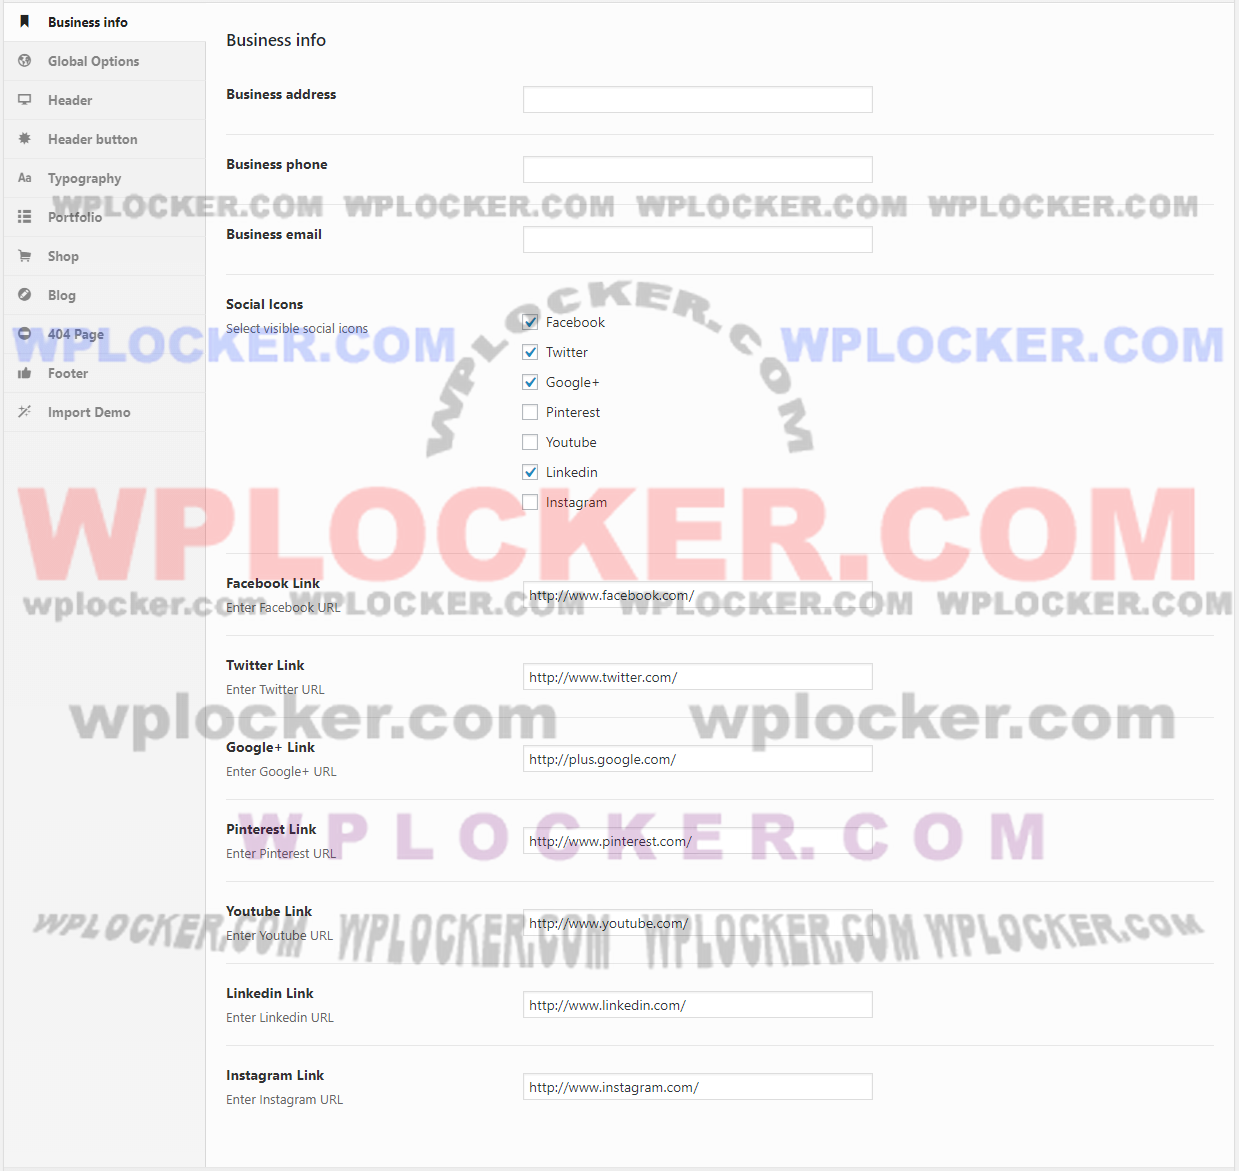 Business info
Global Options
Header
Header button
Aa Typography
Portfolio
Shop
Blog
404 Page
Footer
Import Demo
Business info
Business address
Business phone
WPLOCKER.COM WPLOCKER.COM WPLOCKER.COM WPLOCKER.COM
Business email
Social Icons
Select visible social icons
Facebook
Twitter
Google+
Pinterest
Youtube
Linkedin
Instagram
WPLOCKER.COM
WPLOCKER.COM WPLOCKER.COM
WPLOCKER.COM
Facebook Link
Enter Facebook URL
http://www.facebook.com/
wplocker.com WPLOCKER.COM WPLOCKER.COM WPLOCKER.COM
Twitter Link
Enter Twitter URL
http://www.twitter.com/
wplocker.com wplocker.com
Google+ Link
Enter Google+ URL
http://plus.google.com/
Pinterest Link
Enter Pinterest URL
http://www.pinterest.com/
WPLOCKER.COM
Youtube Link
Enter Youtube URL
http://www.youtube.com/
WPLOCKER.COM WPLOCKER.COM WPLOCKER.COM WPLOCKER.COM
Linkedin Link
Enter Linkedin URL
http://www.linkedin.com/
Instagram Link
Enter Instagram URL
http://www.instagram.com/